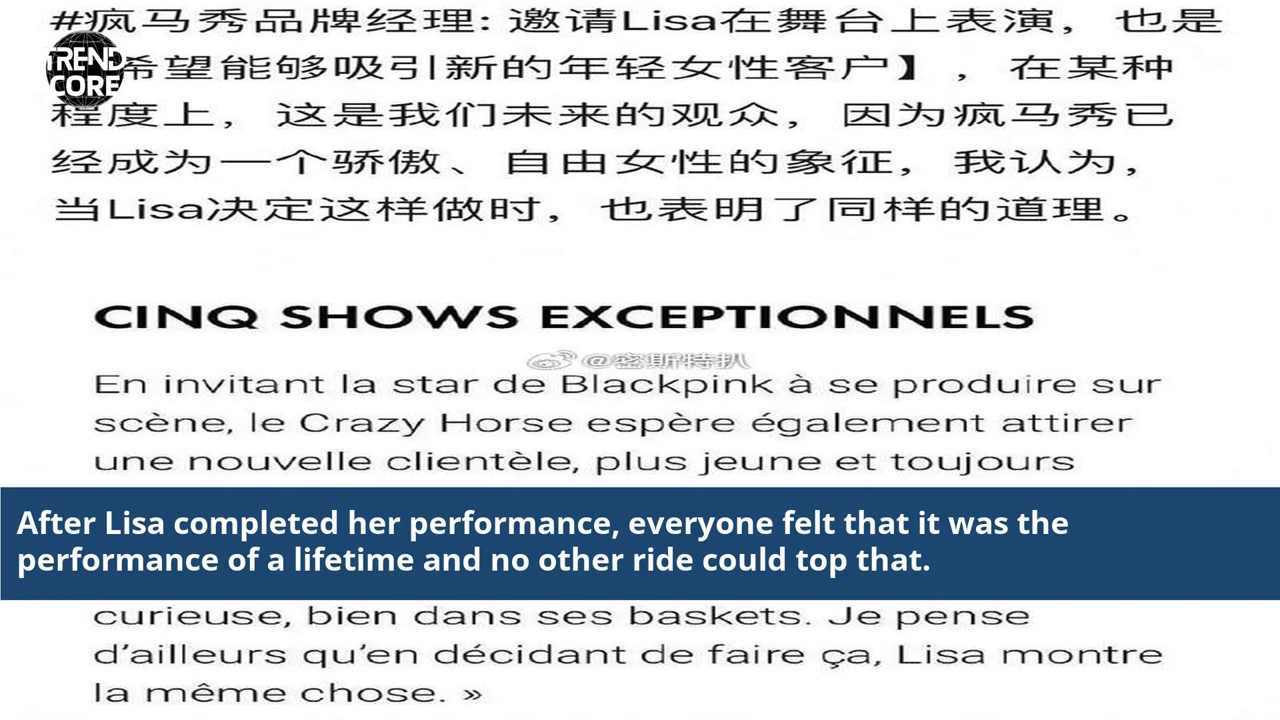 #疯马秀品牌经理: 邀请Lisa在舞台上表演，也是
TREND
CORE
希望能够吸引新的年轻女性客户】，在某种
程度上，这是我们未来的观众，因为疯马秀已
经成为一个骄傲、自由女性的象征，我认为，
当Lisa决定这样做时，也表明了同样的道理。
CINQ SHOWS EXCEPTIONNELS
@密斯特扒
En invitant la star de Blackpink à se produire sur
scène, le Crazy Horse espère également attirer
une nouvelle clientèle, plus jeune et toujours
After Lisa completed her performance, everyone felt that it was the
performance of a lifetime and no other ride could top that.
curieuse, bien dans ses baskets. Je pense
d'ailleurs qu'en décidant de faire ça, Lisa montre
la même chose. »